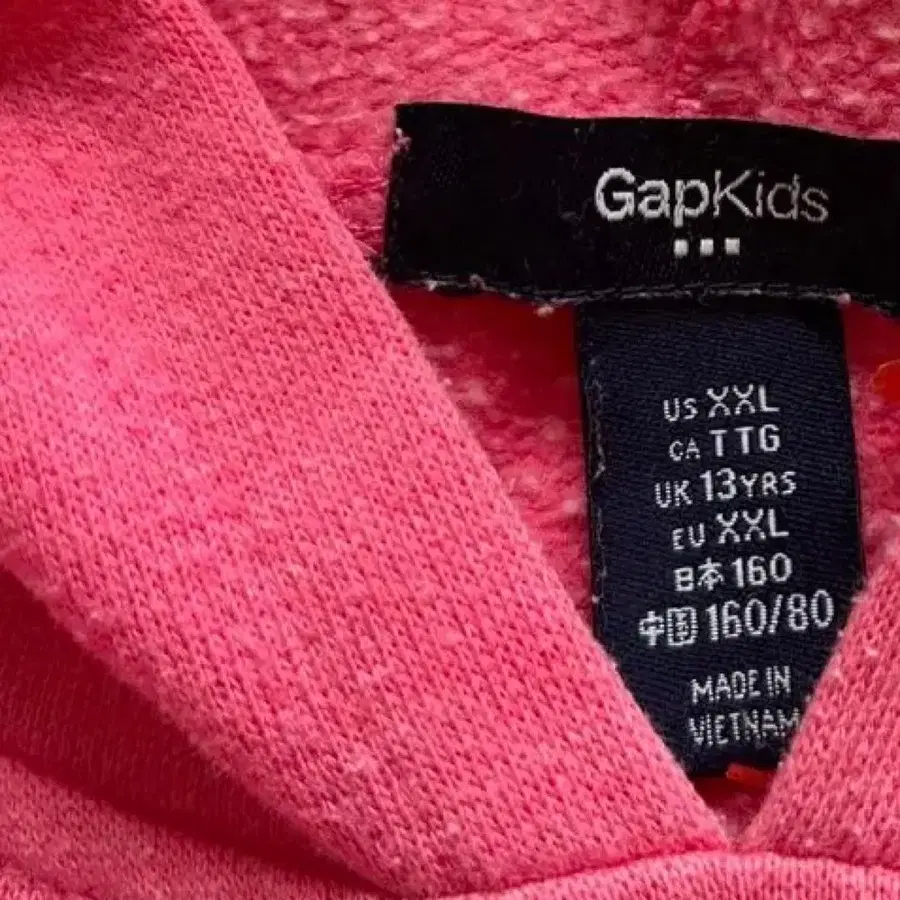 GapKids
US XXL
CA TTG
UK 13YRS
EU XXL
日本 160
中国 160/80
MADE IN
VIETNAM